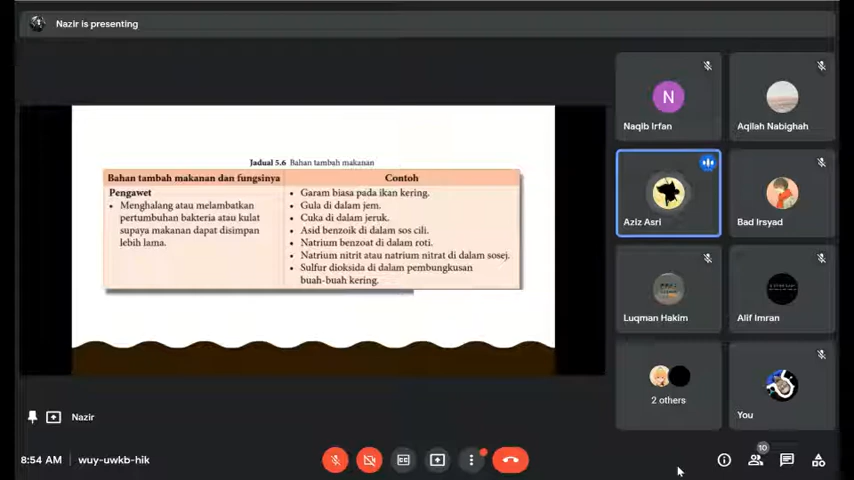 Nazir is presenting
Jadual 5.6 Bahan tambah makanan
Bahan tambah makanan dan fungsinya
Contoh
Pengawet
• Menghalang atau melambatkan
pertumbuhan bakteria atau kulat
supaya makanan dapat disimpan
lebih lama.
• Garam biasa pada ikan kering.
• Gula di dalam jem.
• Cuka di dalam jeruk.
• Asid benzoik di dalam sos cili.
• Natrium benzoat di dalam roti.
• Natrium nitrit atau natrium nitrat di dalam sosej.
• Sulfur dioksida di dalam pembungkusan
buah-buah kering.
N
Naqib Irfan
Aqilah Nabighah
Aziz Asri
Bad Irsyad
Luqman Hakim
Alif Imran
2 others
You
Nazir
8:54 AM | wuy-uwkb-hik
CC
10